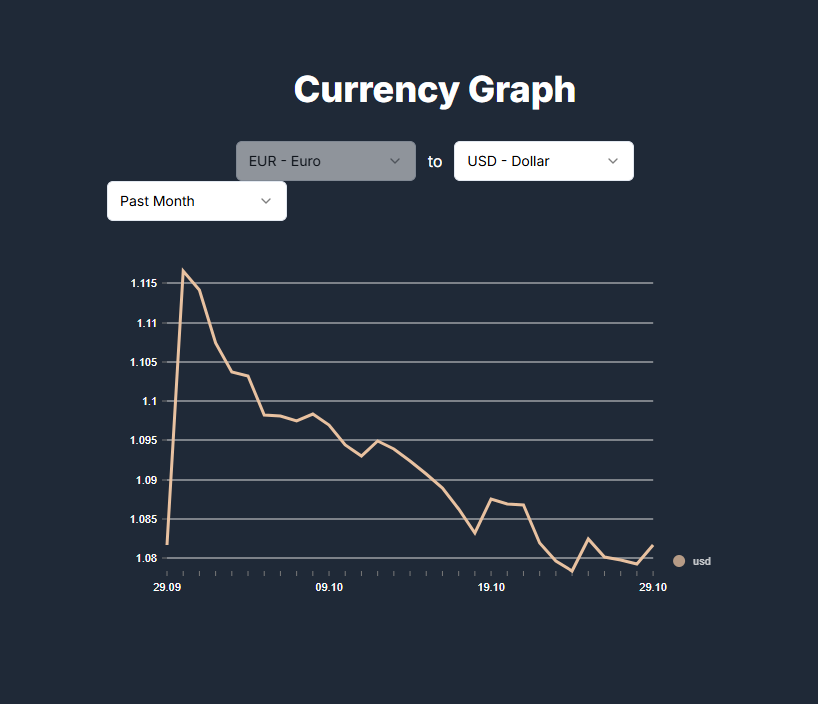 Currency Graph
EUR - Euro to USD - Dollar
Past Month
1.115
1.11
1.105
1.1
1.095
1.09
1.085
1.08
usd
29.09 09.10 19.10 29.10